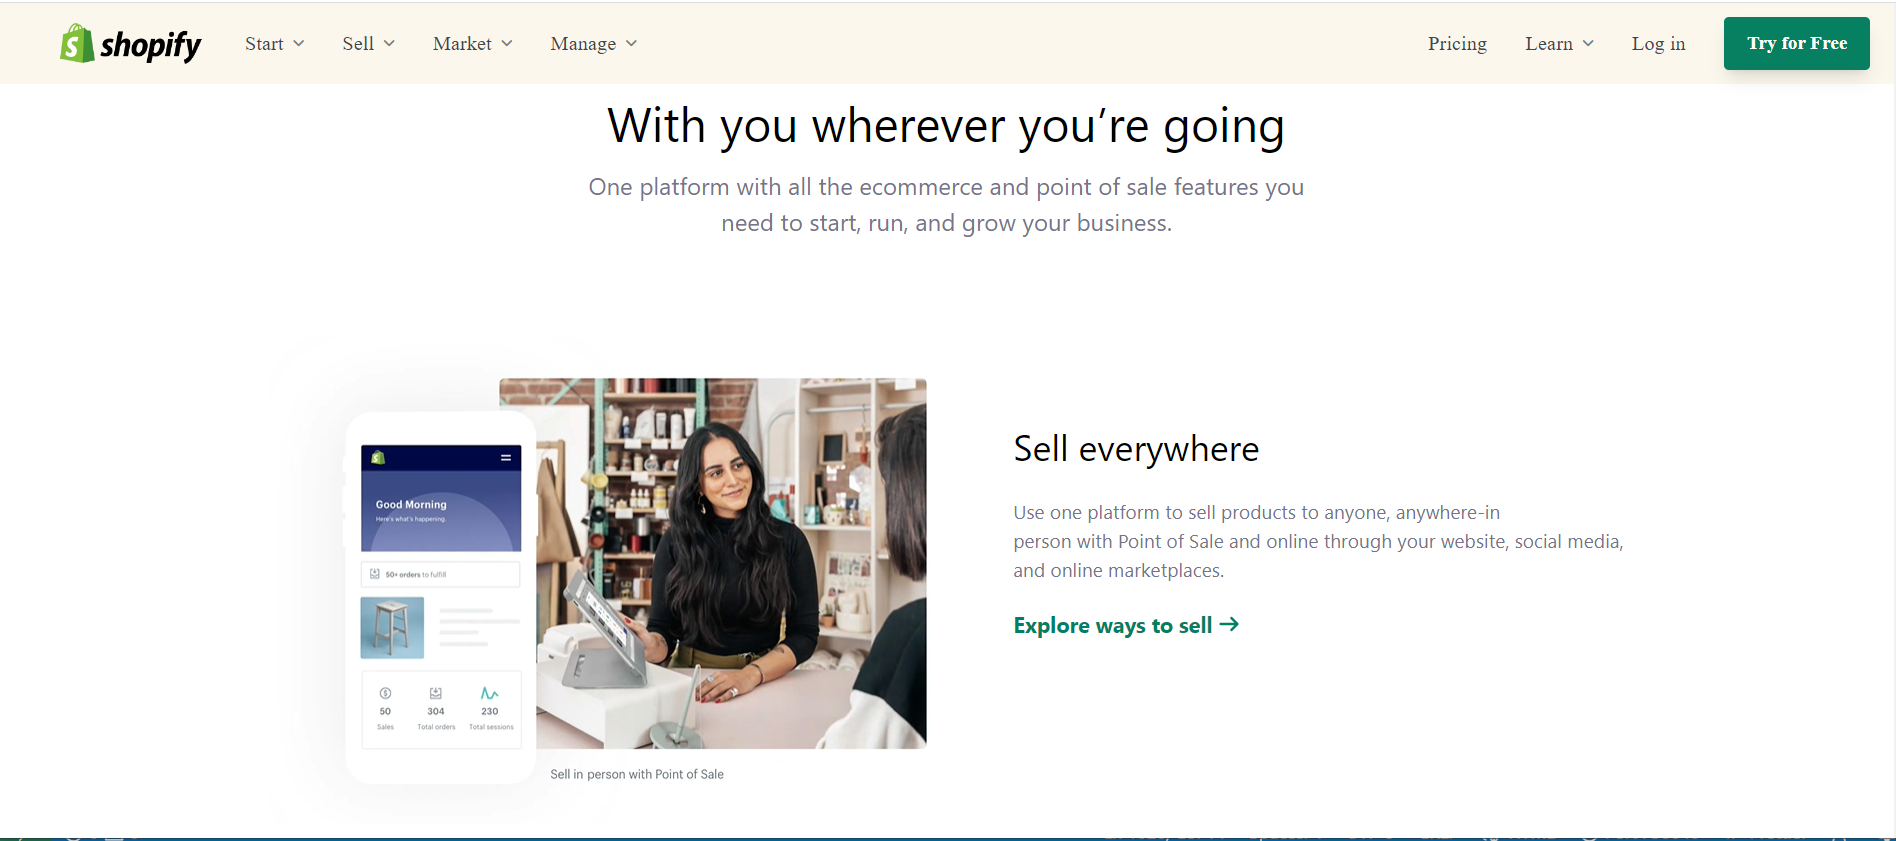 shopify
Start
Sell
Market
Manage
Pricing
Learn
Log in
Try for Free
With you wherever you’re going
One platform with all the ecommerce and point of sale features you
need to start, run, and grow your business.
Good Morning
Here's what's happening.
50+ orders to fulfill
50
304
230
Sales
Total orders
Total sessions
Sell in person with Point of Sale
Sell everywhere
Use one platform to sell products to anyone, anywhere-in
person with Point of Sale and online through your website, social media,
and online marketplaces.
Explore ways to sell →